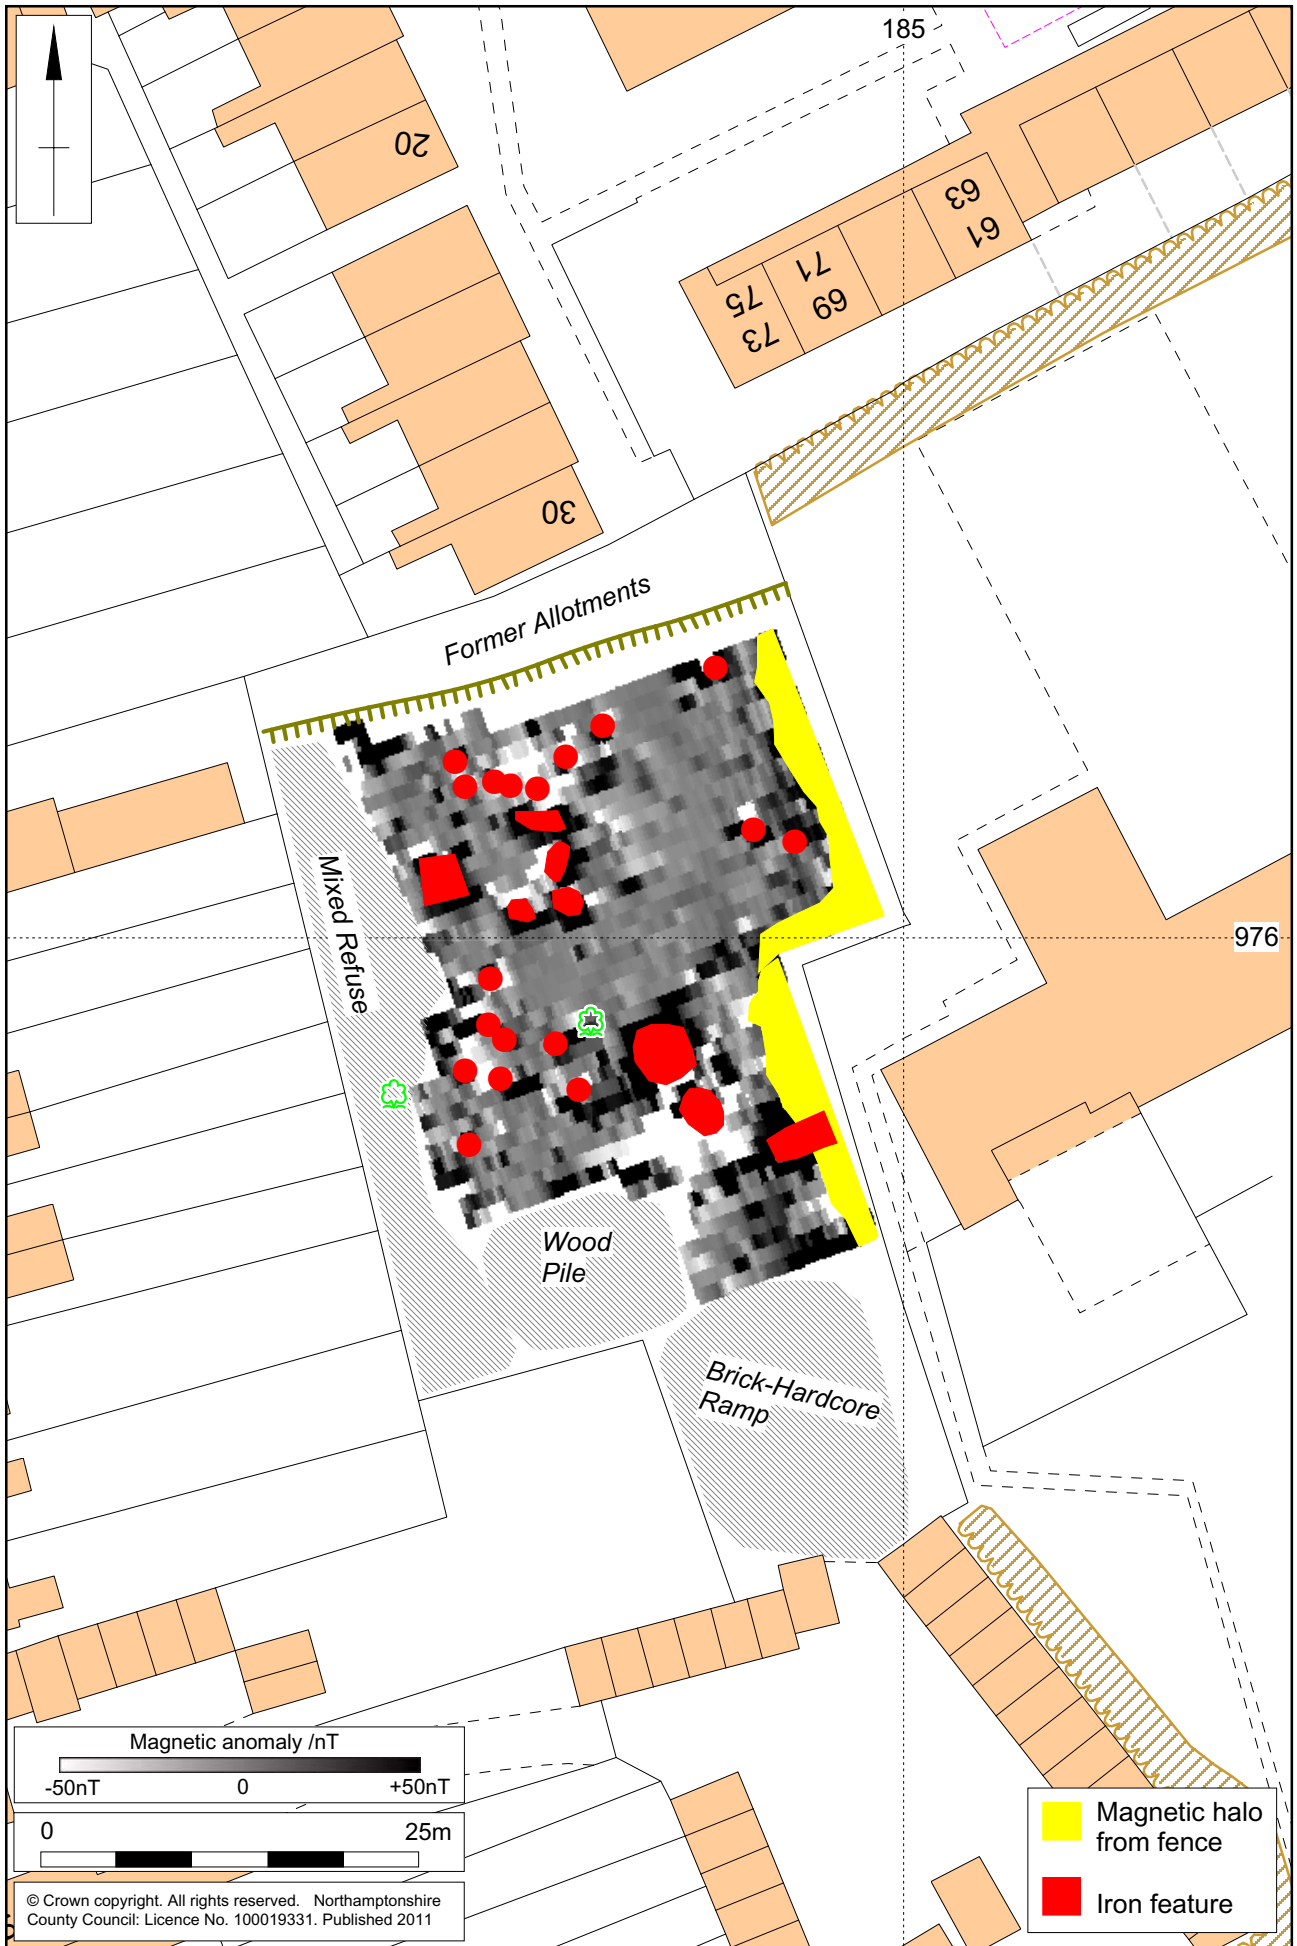 185
20
63
61
71
69
75
73
30
Former Allotments
976
Mixed Refuse
Wood
Pile
Brick-Hardcore
Ramp
Magnetic anomaly /nT
-50nT 0 +50nT
0 25m
© Crown copyright. All rights reserved. Northamptonshire
County Council: Licence No. 100019331. Published 2011
Magnetic halo
from fence
Iron feature